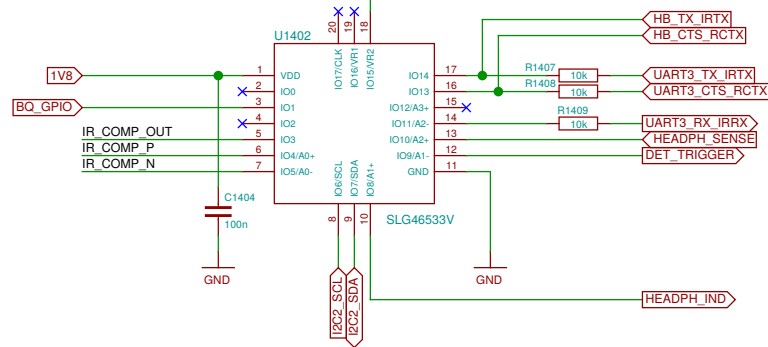 HB_TX_IRTX
HB_CTS_RCTX
U1402
20 19 18
IO17/CLK IO16/VR1 IO15/VR2
1V8 1 VDD IO14 17 R1407 10k UART3_TX_IRTX
2 IO0 IO13 16 R1408 10k UART3_CTS_RCTX
BQ_GPIO 3 IO1 IO12/A3+ 15
4 IO2 IO11/A2- 14 R1409 10k UART3_RX_IRRX
IR_COMP_OUT 5 IO3 IO10/A2+ 13 HEADPH_SENSE
IR_COMP_P 6 IO4/A0+ IO9/A1- 12 DET_TRIGGER
IR_COMP_N 7 IO5/A0- GND 11
IO6/SCL IO7/SDA IO8/A1+
8 9 10
SLG46533V
C1404
100n
GND
GND
I2C2_SCL I2C2_SDA
HEADPH_IND